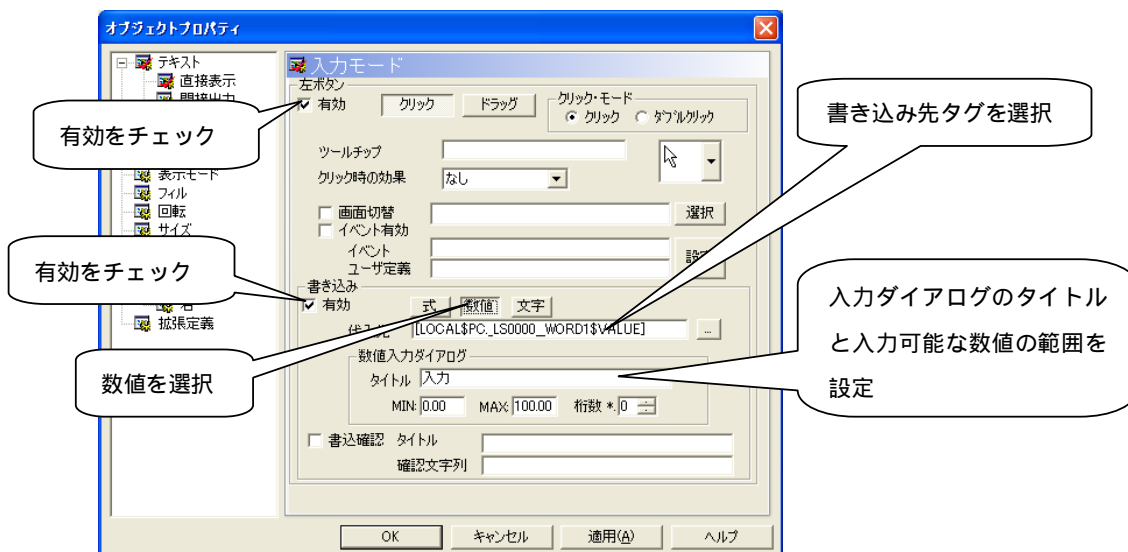 オブジェクトプロパティ
テキスト
直接表示
間接出力
表示モード
フィル
回転
サイズ
拡張定義
入力モード
左ボタン
有効
クリック
ドラッグ
クリック・モード
クリック
ダブルクリック
ツールチップ
クリック時の効果
なし
画面切替
選択
イベント有効
イベント
ユーザ定義
書き込み
有効
式
数値
文字
[LOCAL$PC._LS0000__WORD1$VALUE]
...
数値入力ダイアログ
タイトル
入力
MIN:
0.00
MAX:
100.00
桁数 *.
0
書込確認
タイトル
確認文字列
OK
キャンセル
適用(A)
ヘルプ
有効をチェック
有効をチェック
数値を選択
書き込み先タグを選択
入力ダイアログのタイトル
と入力可能な数値の範囲を
設定